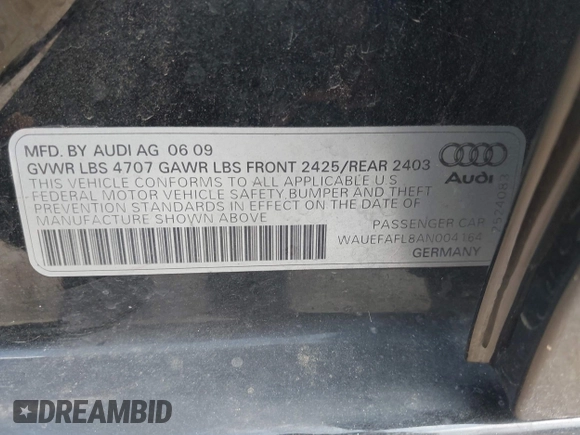 MFD. BY AUDI AG 06 09
GVWR LBS 4707 GAWR LBS FRONT 2425/REAR 2403
THIS VEHICLE CONFORMS TO ALL APPLICABLE U.S
FEDERAL MOTOR VEHICLE SAFETY BUMPER AND THEFT
PREVENTION STANDARDS IN EFFECT ON THE DATE OF
MANUFACTURE SHOWN ABOVE
Audi
PASSENGER CAR
WAUEFAFL8AN004164
GERMANY
DREAMBID